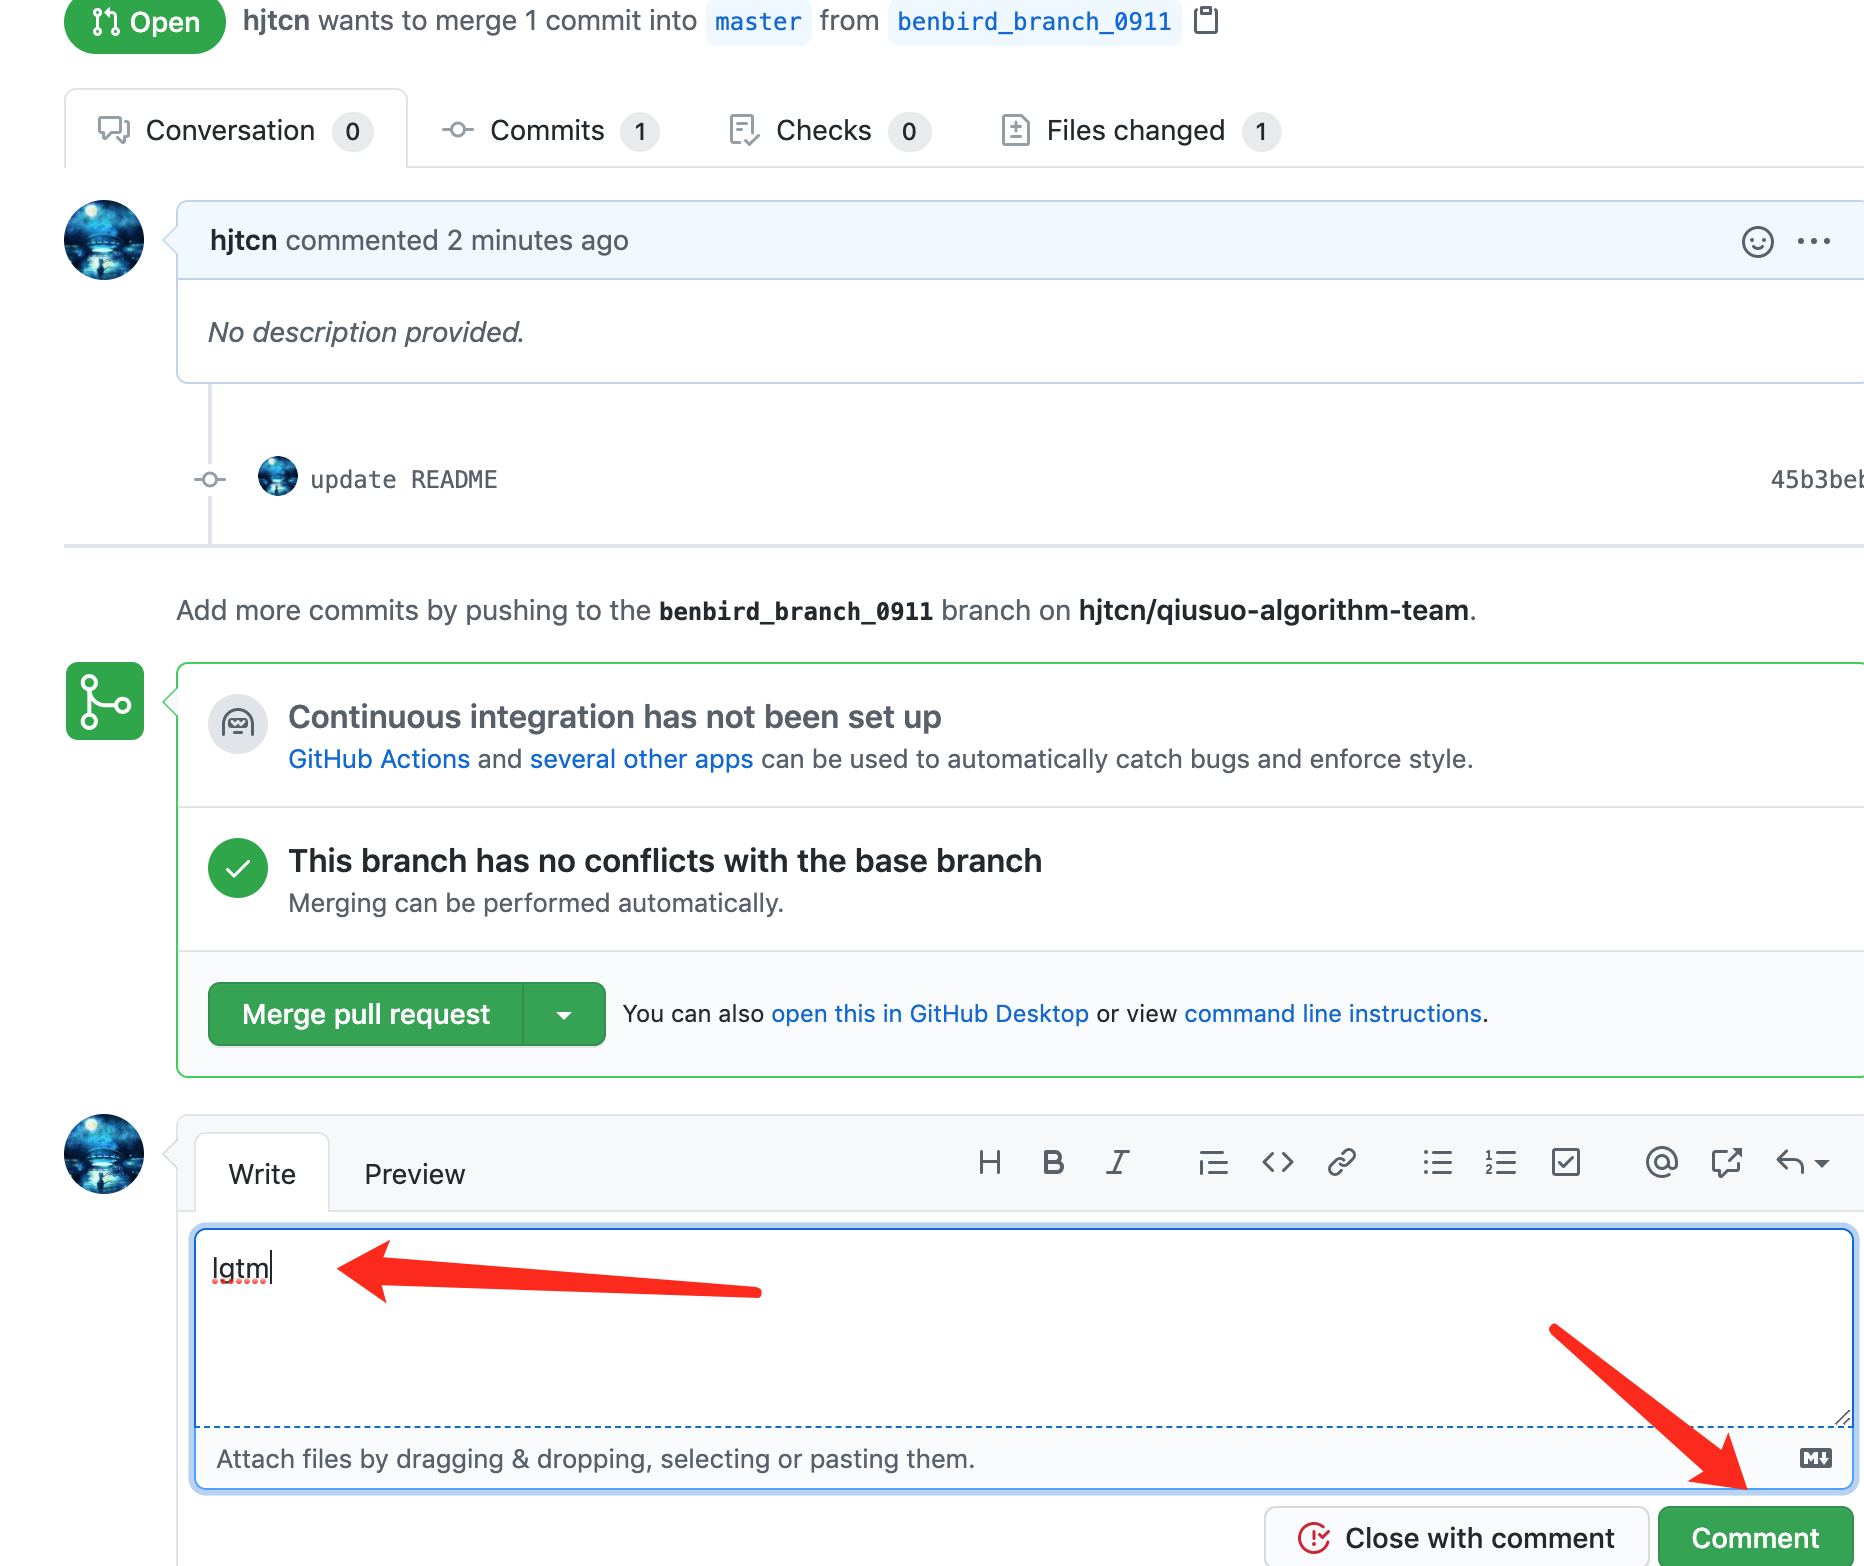 Open hjtcn wants to merge 1 commit into master from benbird_branch_0911
Conversation 0 Commits 1 Checks 0 Files changed 1
hjtcn commented 2 minutes ago
No description provided.
update README 45b3beb
Add more commits by pushing to the benbird_branch_0911 branch on hjtcn/qiusuo-algorithm-team.
Continuous integration has not been set up
GitHub Actions and several other apps can be used to automatically catch bugs and enforce style.
This branch has no conflicts with the base branch
Merging can be performed automatically.
Merge pull request You can also open this in GitHub Desktop or view command line instructions.
Write Preview
lgtm
Attach files by dragging & dropping, selecting or pasting them.
Close with comment Comment